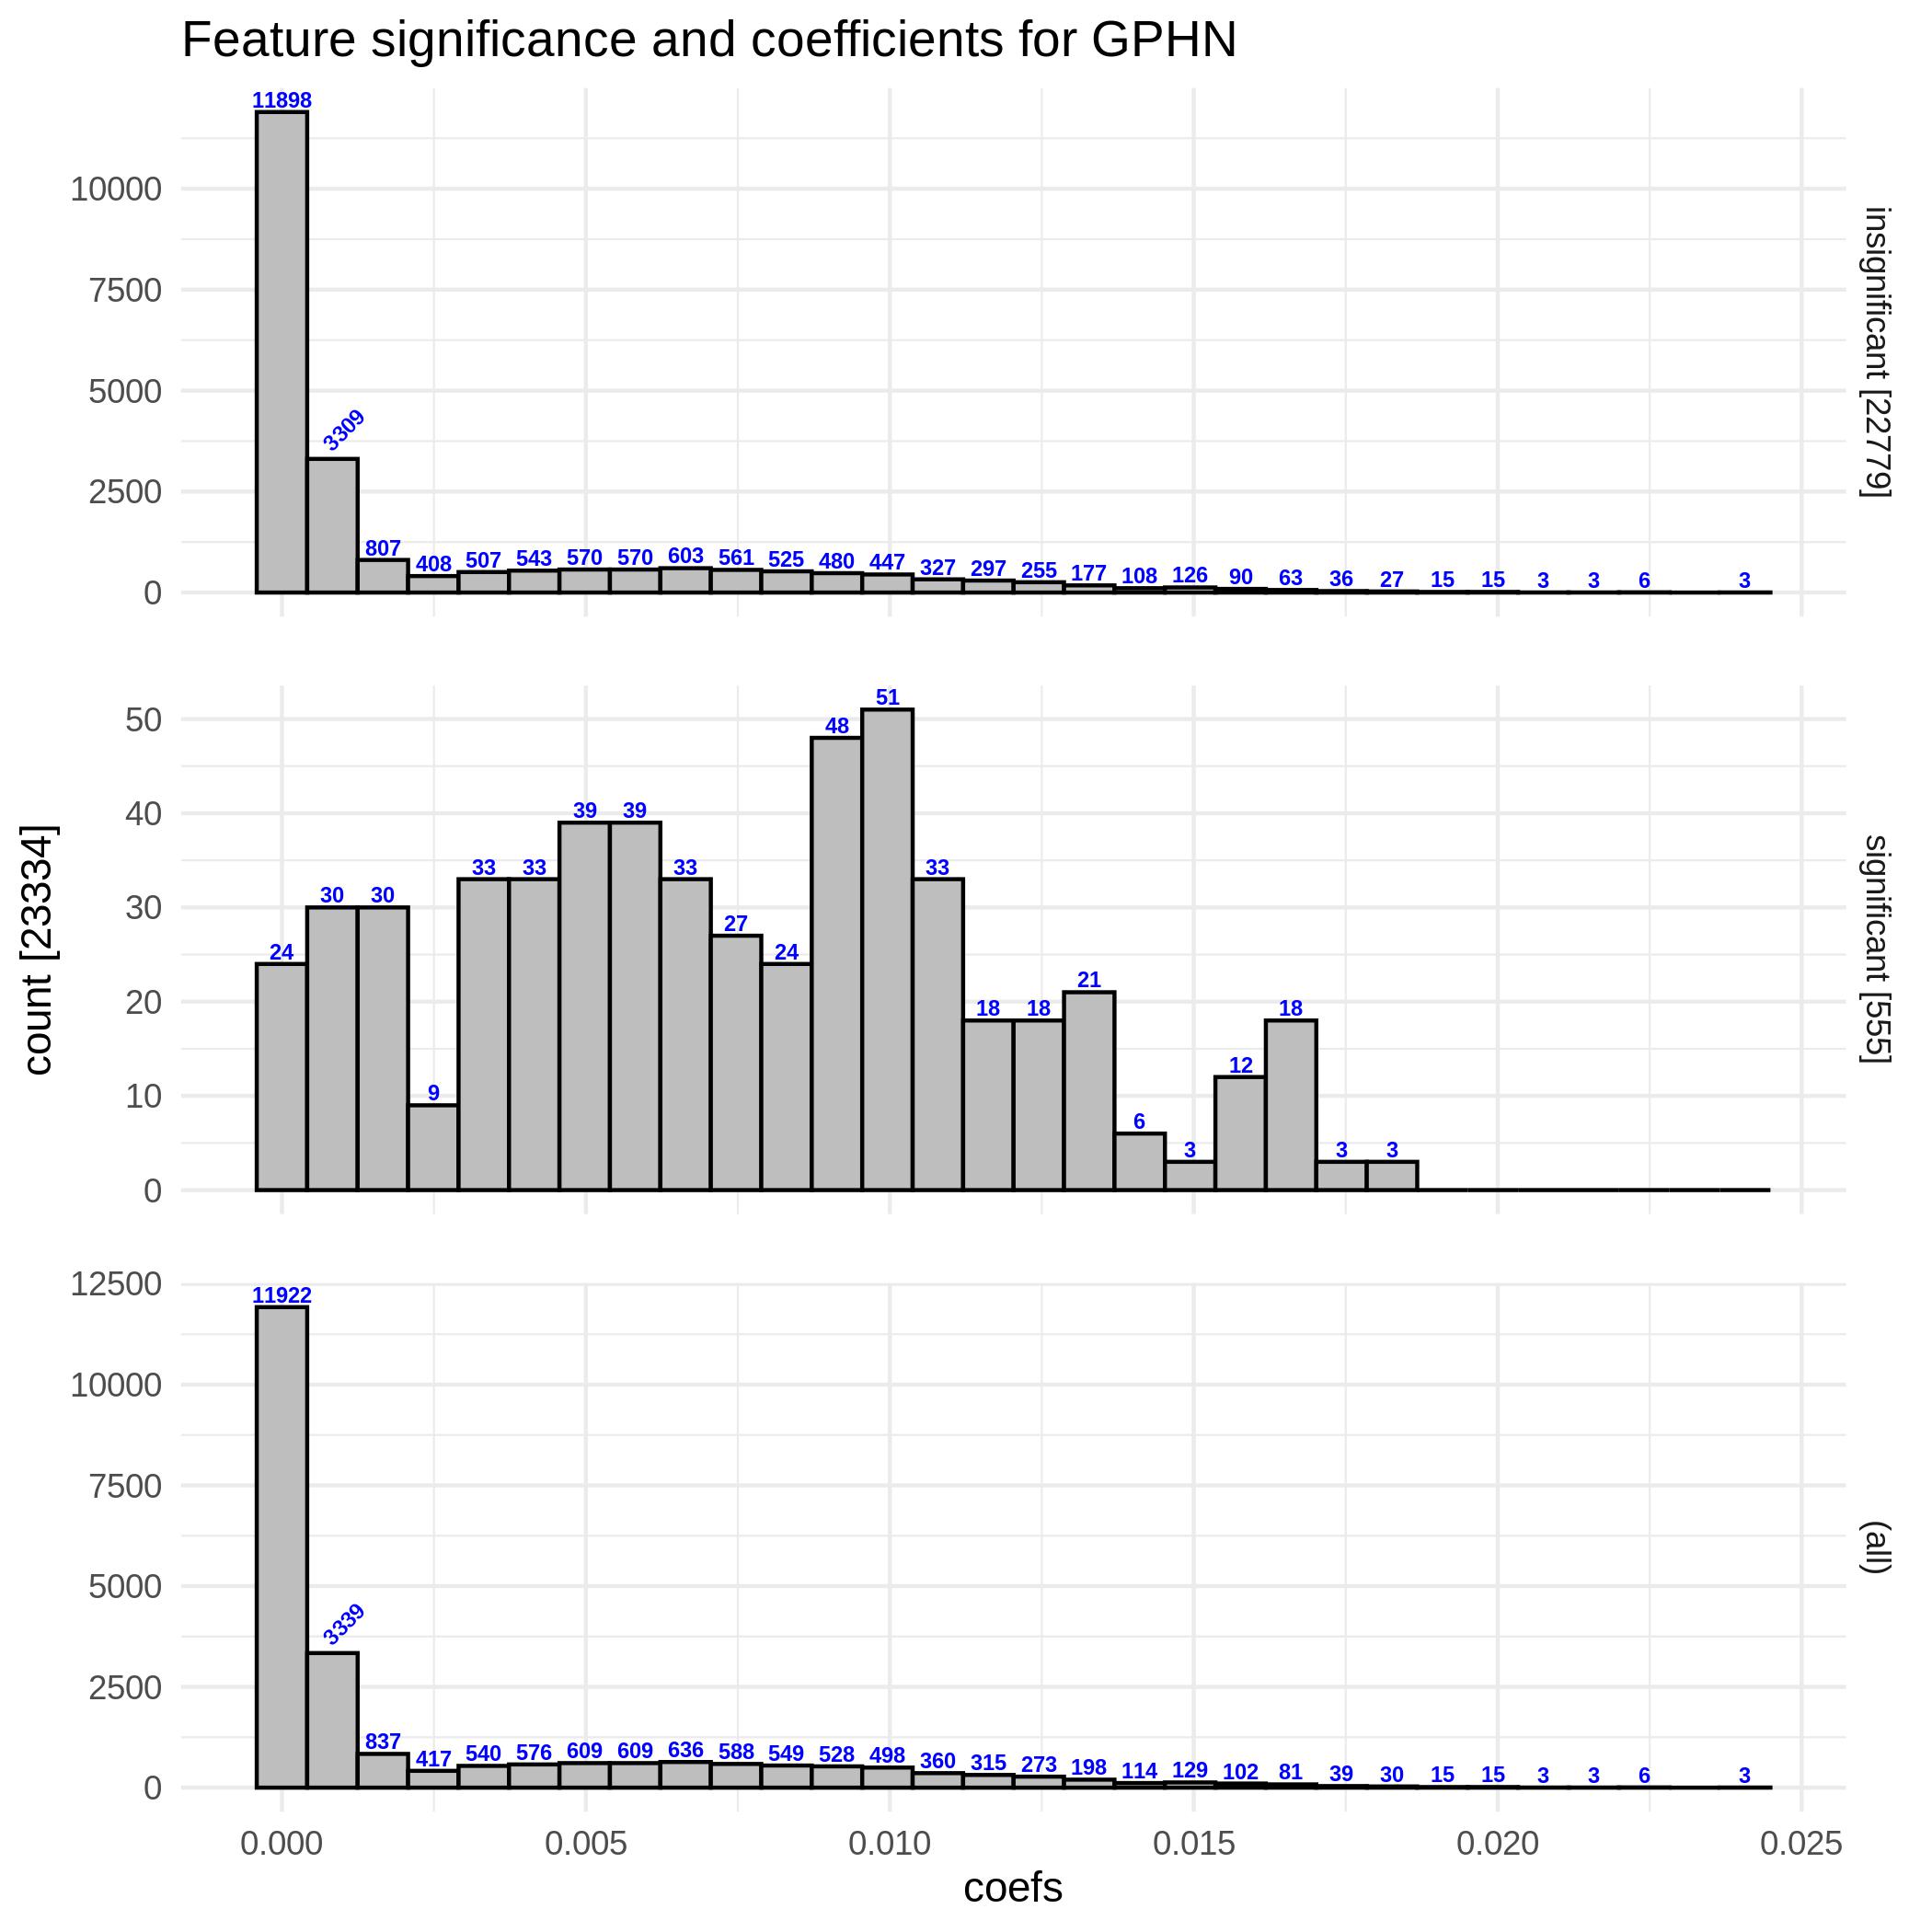 Feature significance and coefficients for GPHN
11898
10000
7500
5000
2500
0
3309
807 408 507 543 570 570 603 561 525 480 447 327 297 255 177 108 126 90 63 36 27 15 15 3 3 6 3
insignificant [22779]
count [23334]
50
40
30
20
10
0
24 30 30 9 33 33 39 39 33 27 24 48 51 33 18 18 21 6 3 12 18 3 3
significant [555]
12500
10000
7500
5000
2500
0
11922
3339
837 417 540 576 609 609 636 588 549 528 498 360 315 273 198 114 129 102 81 39 30 15 15 3 3 6 3
(all)
0.000 0.005 0.010 0.015 0.020 0.025
coefs